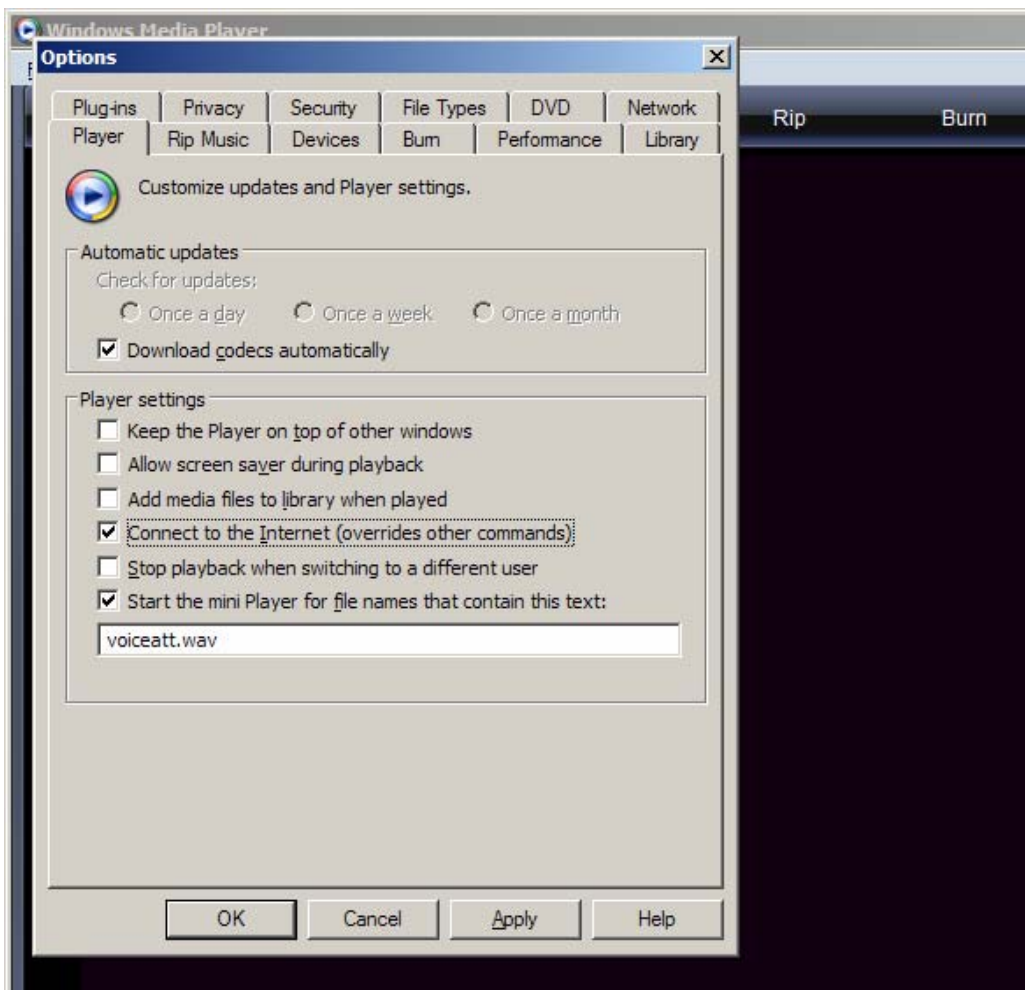 Windows Media Player
Options
Plug-ins Privacy Security File Types DVD Network
Rip Burn
Player Rip Music Devices Burn Performance Library
Customize updates and Player settings.
Automatic updates
Check for updates:
Once a day Once a week Once a month
Download codecs automatically
Player settings
Keep the Player on top of other windows
Allow screen saver during playback
Add media files to library when played
Connect to the Internet (overrides other commands)
Stop playback when switching to a different user
Start the mini Player for file names that contain this text:
voiceatt.wav
OK Cancel Apply Help